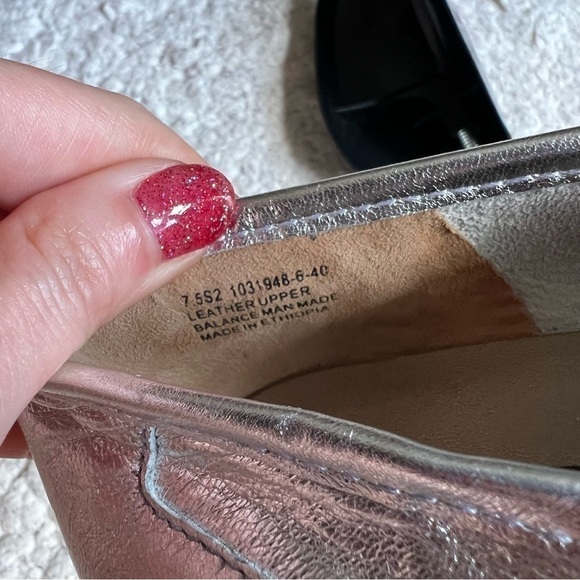 7.5S2 1031948-6-40
LEATHER UPPER
BALANCE MAN MADE
MADE IN ETHIOPIA